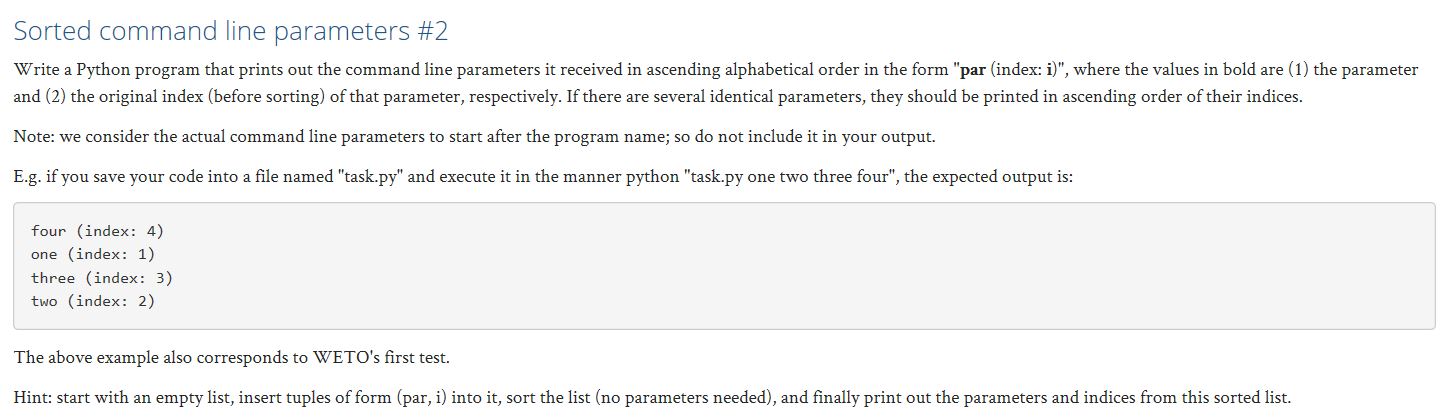 Sorted command line parameters #2
Write a Python program that prints out the command line parameters it received in ascending alphabetical order in the form "par (index: i)", where the values in bold are (1) the parameter
and (2) the original index (before sorting) of that parameter, respectively. If there are several identical parameters, they should be printed in ascending order of their indices.
Note: we consider the actual command line parameters to start after the program name; so do not include it in your output.
E.g. if you save your code into a file named "task.py" and execute it in the manner python "task.py one two three four", the expected output is:
four (index: 4)
one (index: 1)
three (index: 3)
two (index: 2)
The above example also corresponds to WETO's first test.
Hint: start with an empty list, insert tuples of form (par, i) into it, sort the list (no parameters needed), and finally print out the parameters and indices from this sorted list.